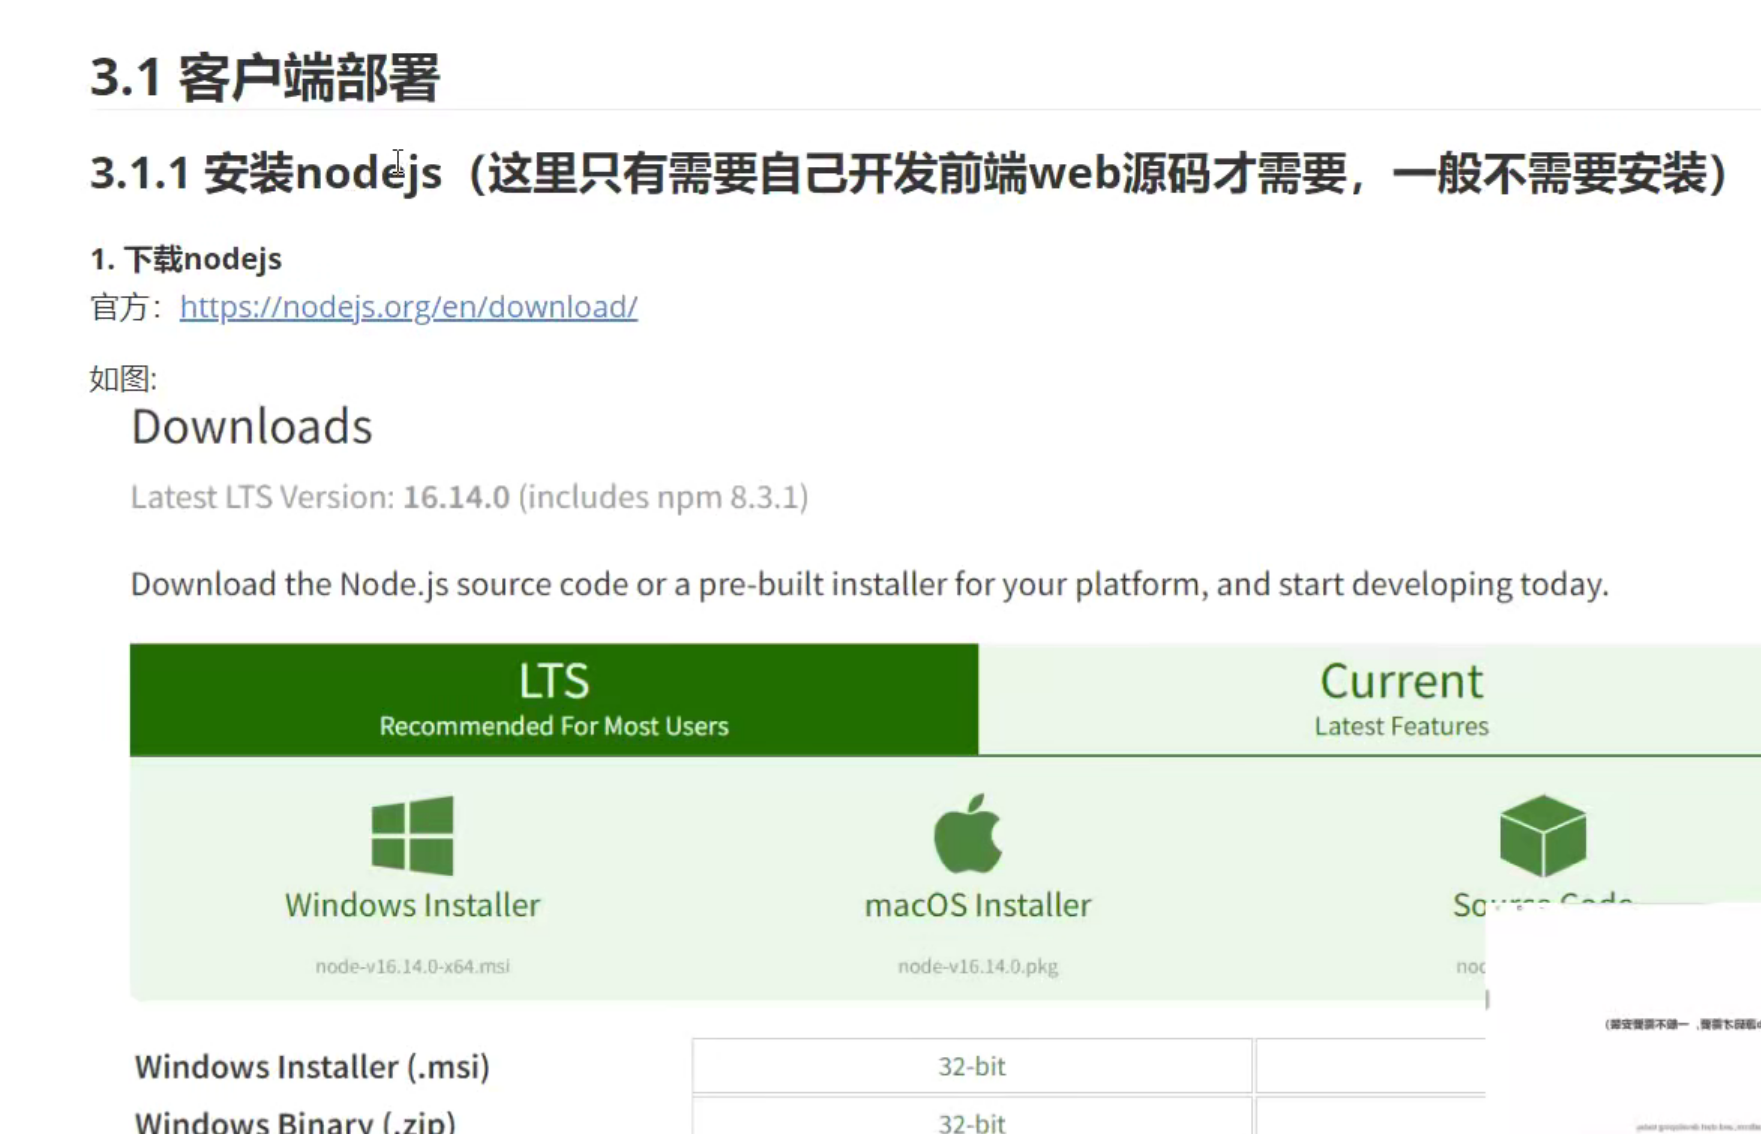 3.1 客户端部署
3.1.1 安装nodejs（这里只有需要自己开发前端web源码才需要，一般不需要安装）
1. 下载nodejs
官方：https://nodejs.org/en/download/
如图:
Downloads
Latest LTS Version: 16.14.0 (includes npm 8.3.1)
Download the Node.js source code or a pre-built installer for your platform, and start developing today.
LTS
Recommended For Most Users
Current
Latest Features
Windows Installer
node-v16.14.0-x64.msi
macOS Installer
node-v16.14.0.pkg
Source Code
Windows Installer (.msi)
32-bit
Windows Binary (.zip)
32-bit